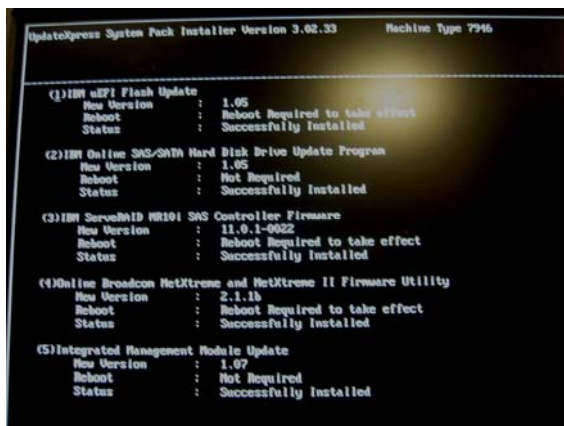 UpdateXpress System Pack Installer Version 3.02.33 Machine Type 7946
(1)IBM uEFI Flash Update
New Version : 1.05
Reboot : Reboot Required to take effect
Status : Successfully Installed
(2)IBM Online SAS/SATA Hard Disk Drive Update Program
New Version : 1.05
Reboot : Not Required
Status : Successfully Installed
(3)IBM ServeRAID MR10i SAS Controller Firmware
New Version : 11.0.1-0022
Reboot : Reboot Required to take effect
Status : Successfully Installed
(4)Online Broadcom NetXtreme and NetXtreme II Firmware Utility
New Version : 2.1.1b
Reboot : Reboot Required to take effect
Status : Successfully Installed
(5)Integrated Management Module Update
New Version : 1.07
Reboot : Not Required
Status : Successfully Installed